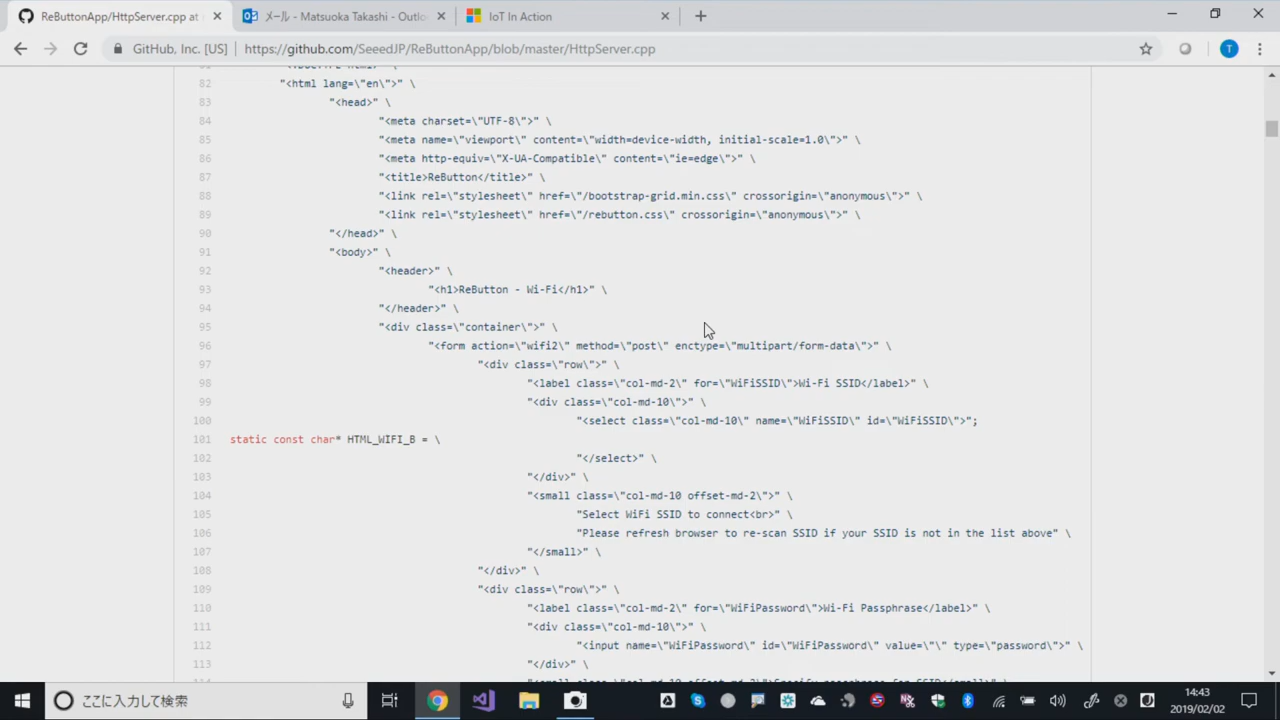 ReButtonApp/HttpServer.cpp at
メール - Matsuoka Takashi - Outlo
IoT In Action
GitHub, Inc. [US]
https://github.com/SeeedJP/ReButtonApp/blob/master/HttpServer.cpp
82 "<html lang=\"en\">" \
83 "<head>" \
84 "<meta charset=\"UTF-8\">" \
85 "<meta name=\"viewport\" content=\"width=device-width, initial-scale=1.0\">" \
86 "<meta http-equiv=\"X-UA-Compatible\" content=\"ie=edge\">" \
87 "<title>ReButton</title>" \
88 "<link rel=\"stylesheet\" href=\"/bootstrap-grid.min.css\" crossorigin=\"anonymous\">" \
89 "<link rel=\"stylesheet\" href=\"/rebutton.css\" crossorigin=\"anonymous\">" \
90 "</head>" \
91 "<body>" \
92 "<header>" \
93 "<h1>ReButton - Wi-Fi</h1>" \
94 "</header>" \
95 "<div class=\"container\">" \
96 "<form action=\"wifi2\" method=\"post\" enctype=\"multipart/form-data\">" \
97 "<div class=\"row\">" \
98 "<label class=\"col-md-2\" for=\"WiFiSSID\">Wi-Fi SSID</label>" \
99 "<div class=\"col-md-10\">" \
100 "<select class=\"col-md-10\" name=\"WiFiSSID\" id=\"WiFiSSID\">";
101 static const char* HTML_WIFI_B = \
102 "</select>" \
103 "</div>" \
104 "<small class=\"col-md-10 offset-md-2\">" \
105 "Select WiFi SSID to connect<br>" \
106 "Please refresh browser to re-scan SSID if your SSID is not in the list above" \
107 "</small>" \
108 "</div>" \
109 "<div class=\"row\">" \
110 "<label class=\"col-md-2\" for=\"WiFiPassword\">Wi-Fi Passphrase</label>" \
111 "<div class=\"col-md-10\">" \
112 "<input name=\"WiFiPassword\" id=\"WiFiPassword\" value=\"\" type=\"password\">" \
113 "</div>" \
ここに入力して検索
14:43
2019/02/02